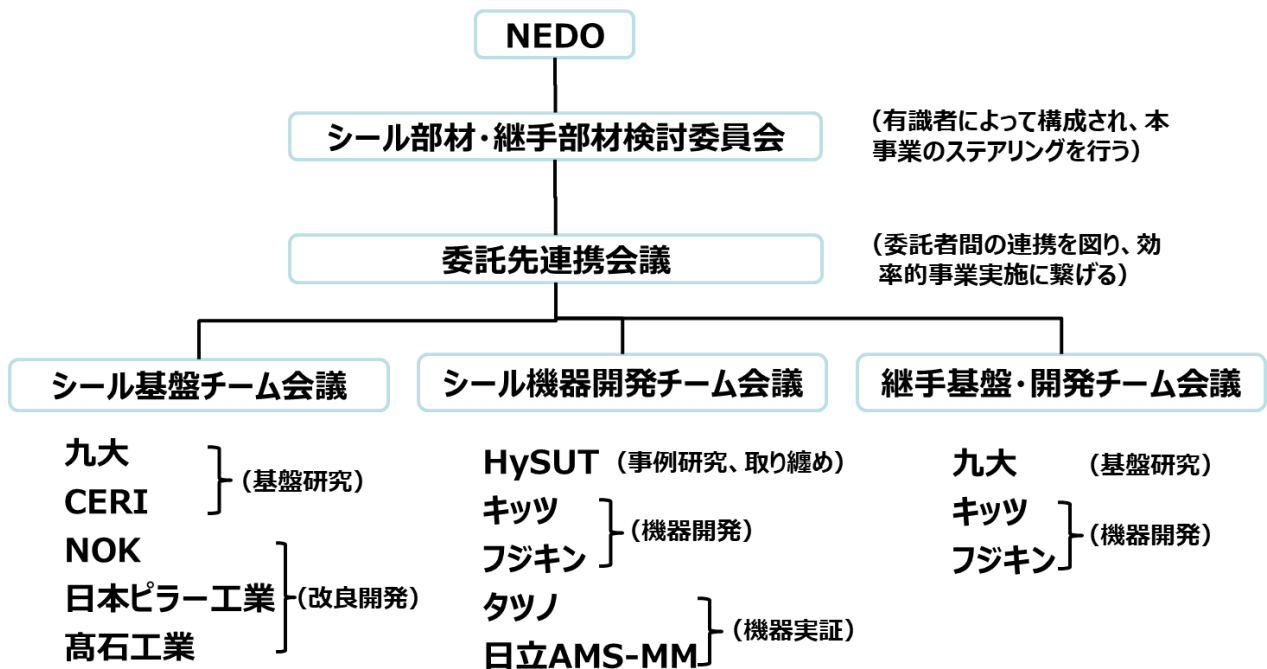 NEDO
シール部材・継手部材検討委員会
（有識者によって構成され、本
事業のステアリングを行う）
委託先連携会議
（委託者間の連携を図り、効
率的事業実施に繋げる）
シール基盤チーム会議
九大
CERI
（基盤研究）
NOK
日本ピラー工業
髙石工業
（改良開発）
シール機器開発チーム会議
HySUT （事例研究、取り纏め）
キッツ
フジキン
（機器開発）
タツノ
日立AMS-MM
（機器実証）
継手基盤・開発チーム会議
九大 （基盤研究）
キッツ
フジキン
（機器開発）